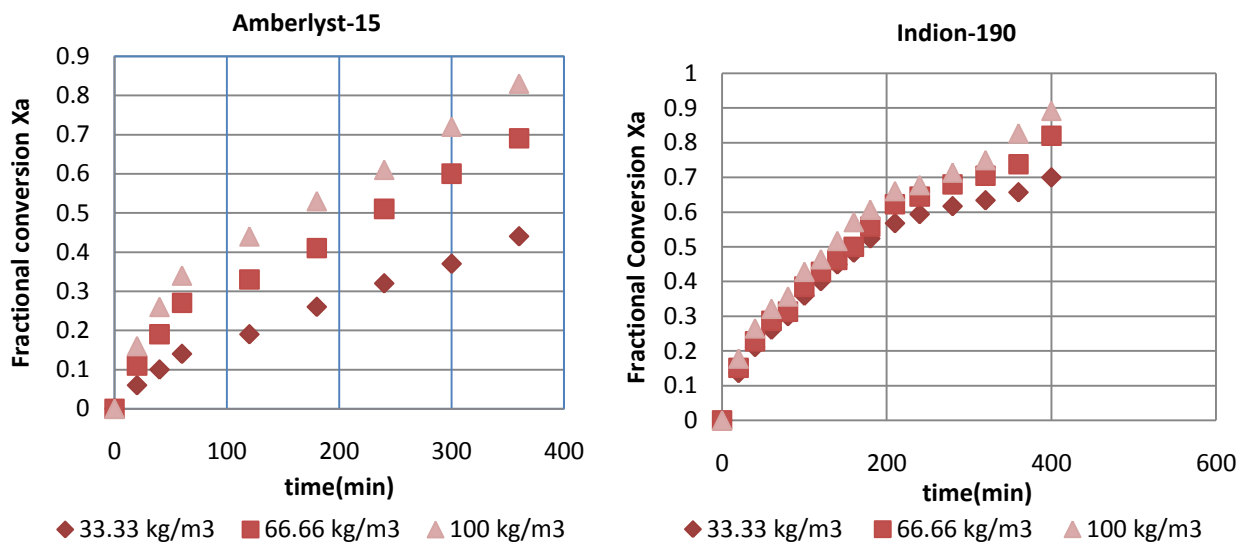 Amberlyst-15
Fractional conversion Xa
0.9
0.8
0.7
0.6
0.5
0.4
0.3
0.2
0.1
0
0 100 200 300 400
time(min)
33.33 kg/m3 66.66 kg/m3 100 kg/m3
Indion-190
Fractional Conversion Xa
1
0.9
0.8
0.7
0.6
0.5
0.4
0.3
0.2
0.1
0
0 200 400 600
time(min)
33.33 kg/m3 66.66 kg/m3 100 kg/m3